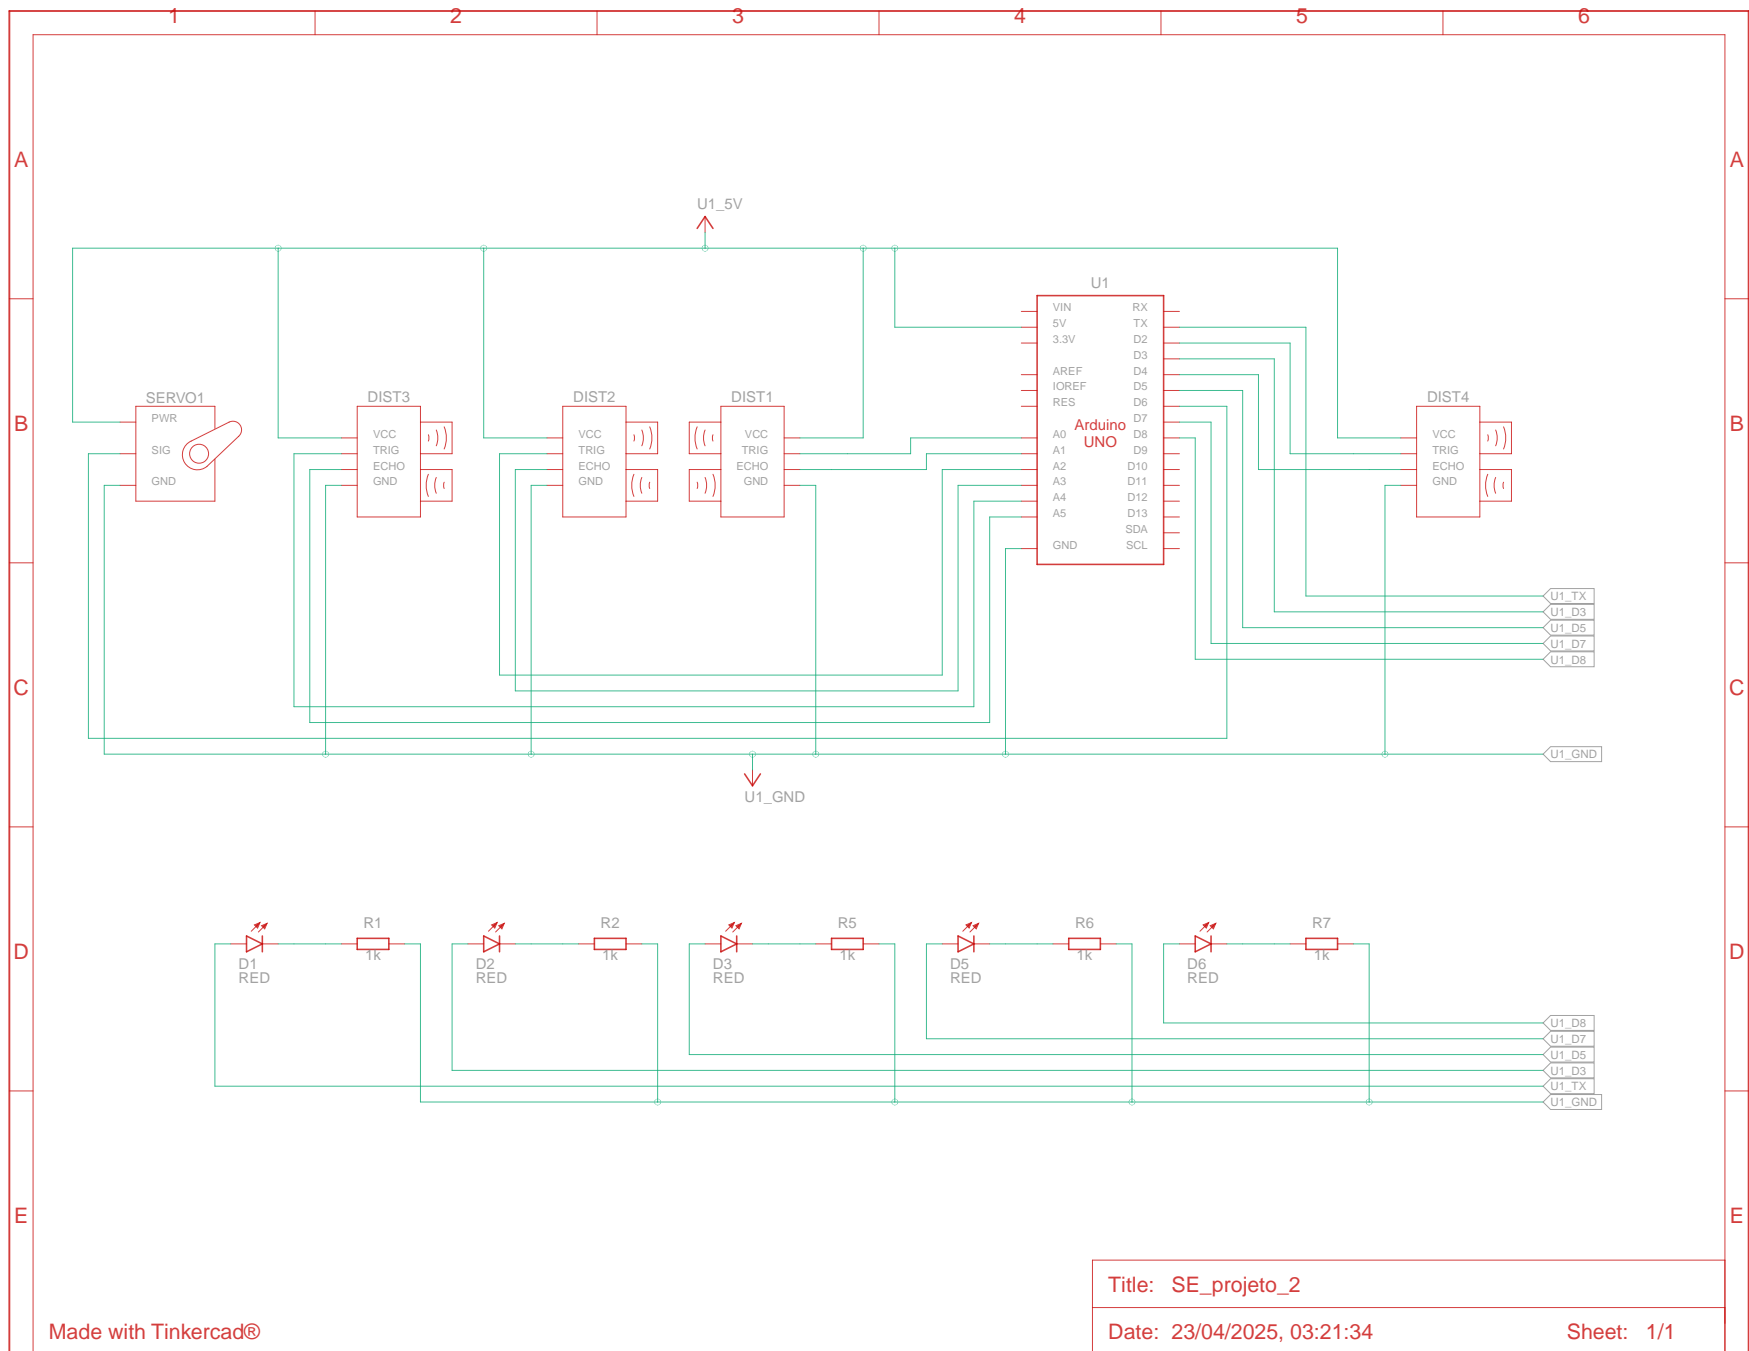 1 2 3 4 5 6
A A
U1_5V
U1
VIN RX
5V TX
3.3V D2
D3
AREF D4
IOREF D5
RES D6
D7
A0 D8
A1 D9
A2 D10
A3 D11
A4 D12
A5 D13
SDA
GND SCL
Arduino
UNO
B B
SERVO1
PWR
SIG
GND
DIST3
VCC
TRIG
ECHO
GND
DIST2
VCC
TRIG
ECHO
GND
DIST1
VCC
TRIG
ECHO
GND
DIST4
VCC
TRIG
ECHO
GND
U1_TX
U1_D3
U1_D5
U1_D7
U1_D8
C C
U1_GND
U1_GND
D D
R1
1k
D1
RED
R2
1k
D2
RED
R5
1k
D3
RED
R6
1k
D5
RED
R7
1k
D6
RED
U1_D8
U1_D7
U1_D5
U1_D3
U1_TX
U1_GND
E E
Title: SE_projeto_2
Made with Tinkercad®
Date: 23/04/2025, 03:21:34 Sheet: 1/1